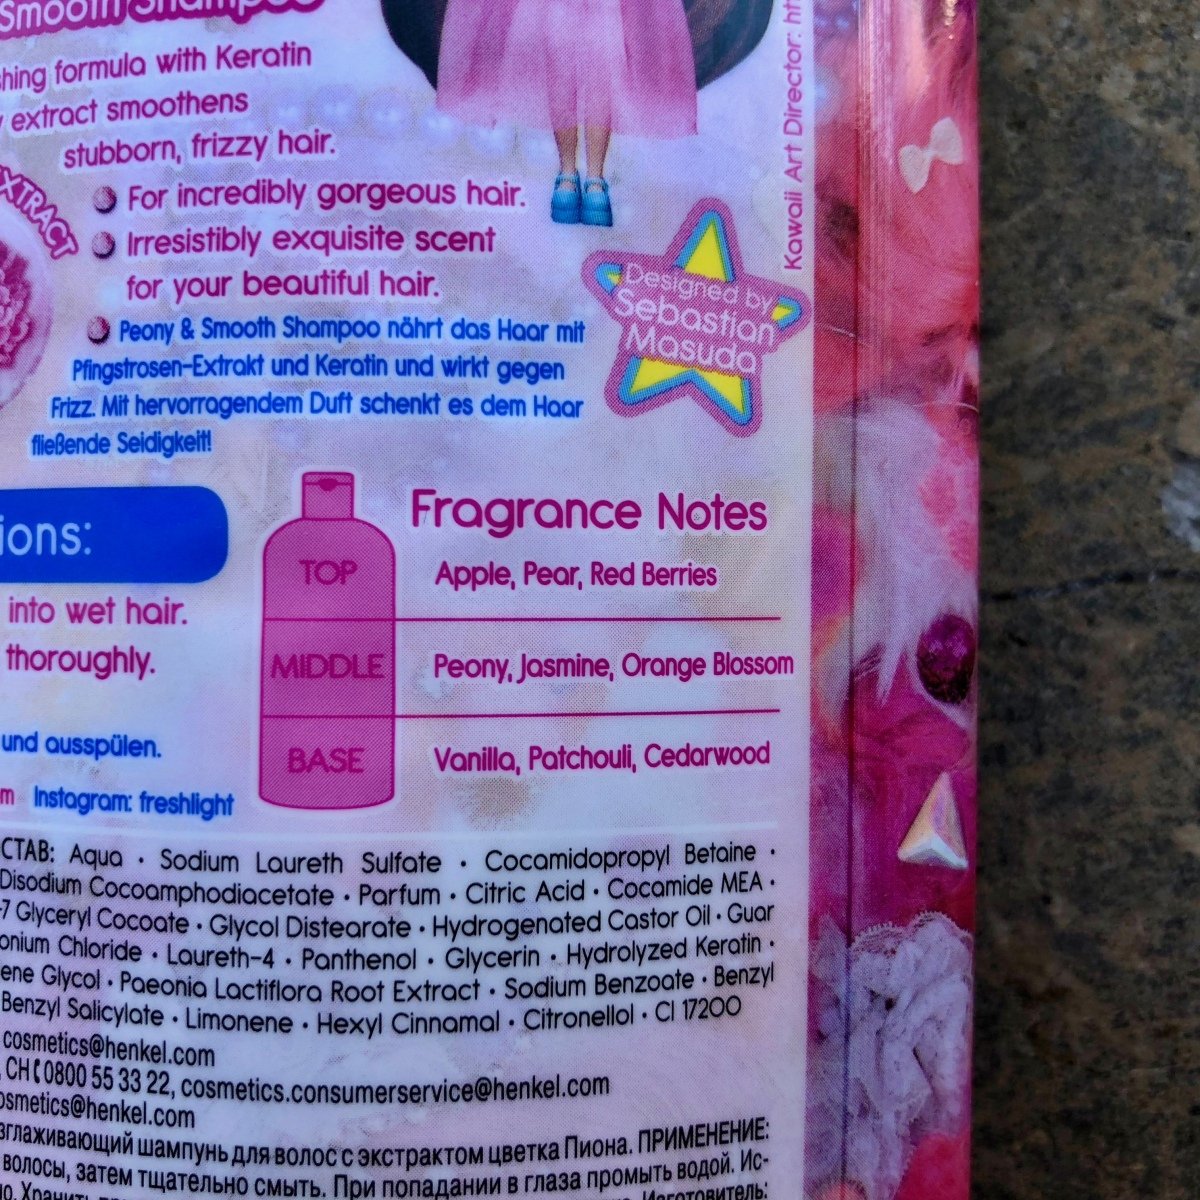 Smooth Shampoo
formula with Keratin
extract smoothens
stubborn, frizzy hair.
EXTRACT
For incredibly gorgeous hair.
Irresistibly exquisite scent
for your beautiful hair.
Peony & Smooth Shampoo nährt das Haar mit
Pfingstrosen-Extrakt und Keratin und wirkt gegen
Frizz. Mit hervorragendem Duft schenkt es dem Haar
fließende Seidigkeit!
Kawaii Art Director:
Designed by
Sebastian
Masuda
ions:
into wet hair.
thoroughly.
und ausspülen.
m Instagram: freshlight
Fragrance Notes
TOP Apple, Pear, Red Berries
MIDDLE Peony, Jasmine, Orange Blossom
BASE Vanilla, Patchouli, Cedarwood
СТАВ: Aqua • Sodium Laureth Sulfate • Cocamidopropyl Betaine •
Disodium Cocoamphodiacetate • Parfum • Citric Acid • Cocamide MEA •
-7 Glyceryl Cocoate • Glycol Distearate • Hydrogenated Castor Oil • Guar
onium Chloride • Laureth-4 • Panthenol • Glycerin • Hydrolyzed Keratin •
ene Glycol • Paeonia Lactiflora Root Extract • Sodium Benzoate • Benzyl
Benzyl Salicylate • Limonene • Hexyl Cinnamal • Citronellol • CI 17200
cosmetics@henkel.com
, CH 0800 55 33 22, cosmetics.consumerservice@henkel.com
osmetics@henkel.com
зглаживающий шампунь для волос с экстрактом цветка Пиона. ПРИМЕНЕНИЕ:
волосы, затем тщательно смыть. При попадании в глаза промыть водой. Ис-
Хранить Изготовитель: